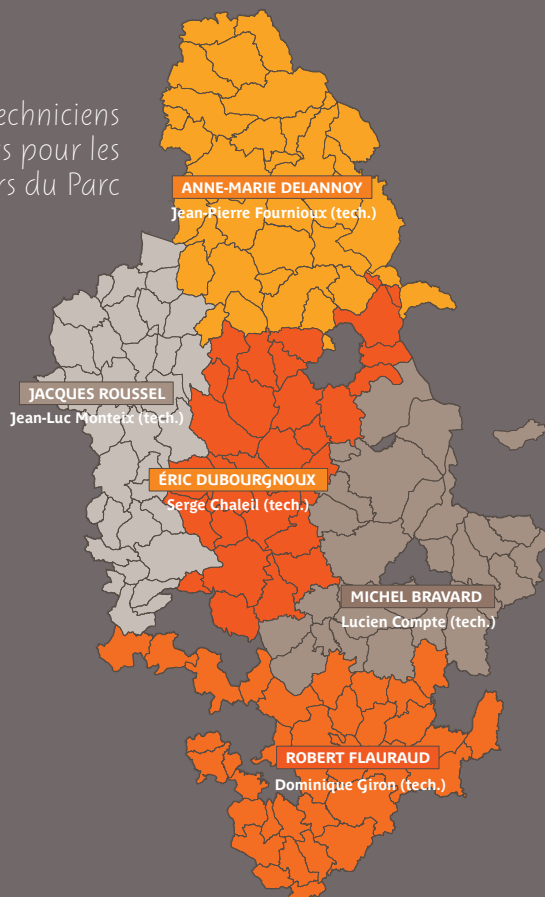 techniciens
s pour les
rs du Parc
ANNE-MARIE DELANNOY
Jean-Pierre Fournioux (tech.)
JACQUES ROUSSEL
Jean-Luc Monteix (tech.)
ÉRIC DUBOURGNOUX
Serge Chaleil (tech.)
MICHEL BRAVARD
Lucien Compte (tech.)
ROBERT FLAURAUD
Dominique Giron (tech.)